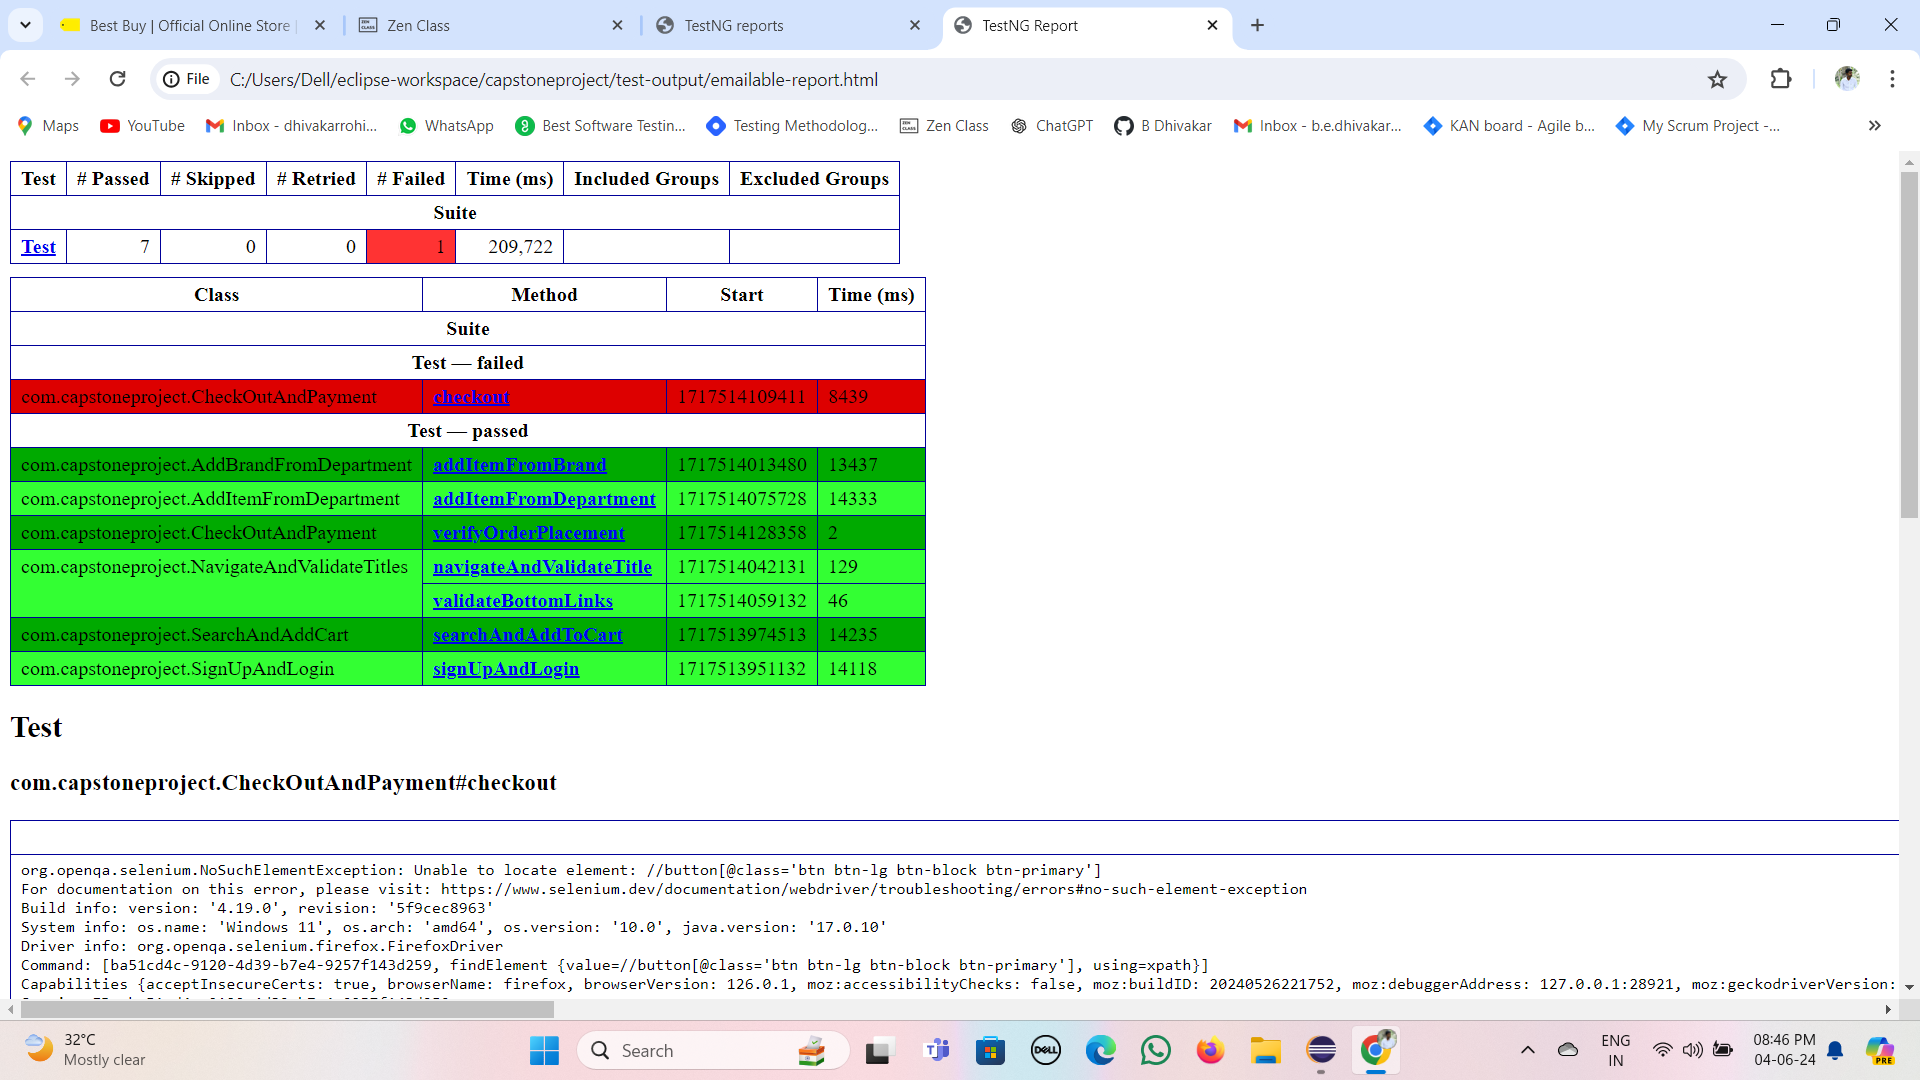 Best Buy | Official Online Store |
Zen Class
TestNG reports
TestNG Report
File
C:/Users/Dell/eclipse-workspace/capstoneproject/test-output/emailable-report.html
Maps
YouTube
Inbox - dhivakarrohi...
WhatsApp
Best Software Testin...
Testing Methodolog...
Zen Class
ChatGPT
B Dhivakar
Inbox - b.e.dhivakar...
KAN board - Agile b...
My Scrum Project -...
Test # Passed # Skipped # Retried # Failed Time (ms) Included Groups Excluded Groups
Suite
Test 7 0 0 1 209,722
Class Method Start Time (ms)
Suite
Test — failed
com.capstoneproject.CheckOutAndPayment checkout 1717514109411 8439
Test — passed
com.capstoneproject.AddBrandFromDepartment addItemFromBrand 1717514013480 13437
com.capstoneproject.AddItemFromDepartment addItemFromDepartment 1717514075728 14333
com.capstoneproject.CheckOutAndPayment verifyOrderPlacement 1717514128358 2
com.capstoneproject.NavigateAndValidateTitles navigateAndValidateTitle 1717514042131 129
validateBottomLinks 1717514059132 46
com.capstoneproject.SearchAndAddCart searchAndAddToCart 1717513974513 14235
com.capstoneproject.SignUpAndLogin signUpAndLogin 1717513951132 14118
Test
com.capstoneproject.CheckOutAndPayment#checkout
org.openqa.selenium.NoSuchElementException: Unable to locate element: //button[@class='btn btn-lg btn-block btn-primary']
For documentation on this error, please visit: https://www.selenium.dev/documentation/webdriver/troubleshooting/errors#no-such-element-exception
Build info: version: '4.19.0', revision: '5f9cec8963'
System info: os.name: 'Windows 11', os.arch: 'amd64', os.version: '10.0', java.version: '17.0.10'
Driver info: org.openqa.selenium.firefox.FirefoxDriver
Command: [ba51cd4c-9120-4d39-b7e4-9257f143d259, findElement {value=//button[@class='btn btn-lg btn-block btn-primary'], using=xpath}]
Capabilities {acceptInsecureCerts: true, browserName: firefox, browserVersion: 126.0.1, moz:accessibilityChecks: false, moz:buildID: 20240526221752, moz:debuggerAddress: 127.0.0.1:28921, moz:geckodriverVersion:
32°C
Mostly clear
Search
DELL
ENG
IN
08:46 PM
04-06-24
PRE